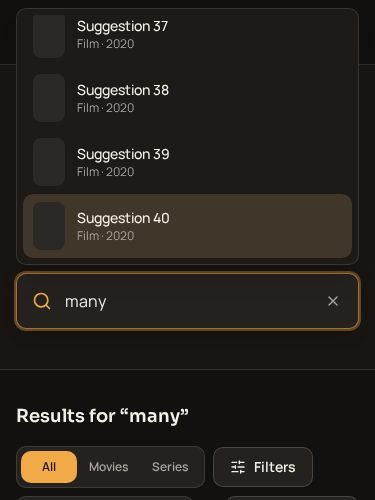 Suggestion 37
Film · 2020
Suggestion 38
Film · 2020
Suggestion 39
Film · 2020
Suggestion 40
Film · 2020
many
Results for “many”
All
Movies
Series
Filters